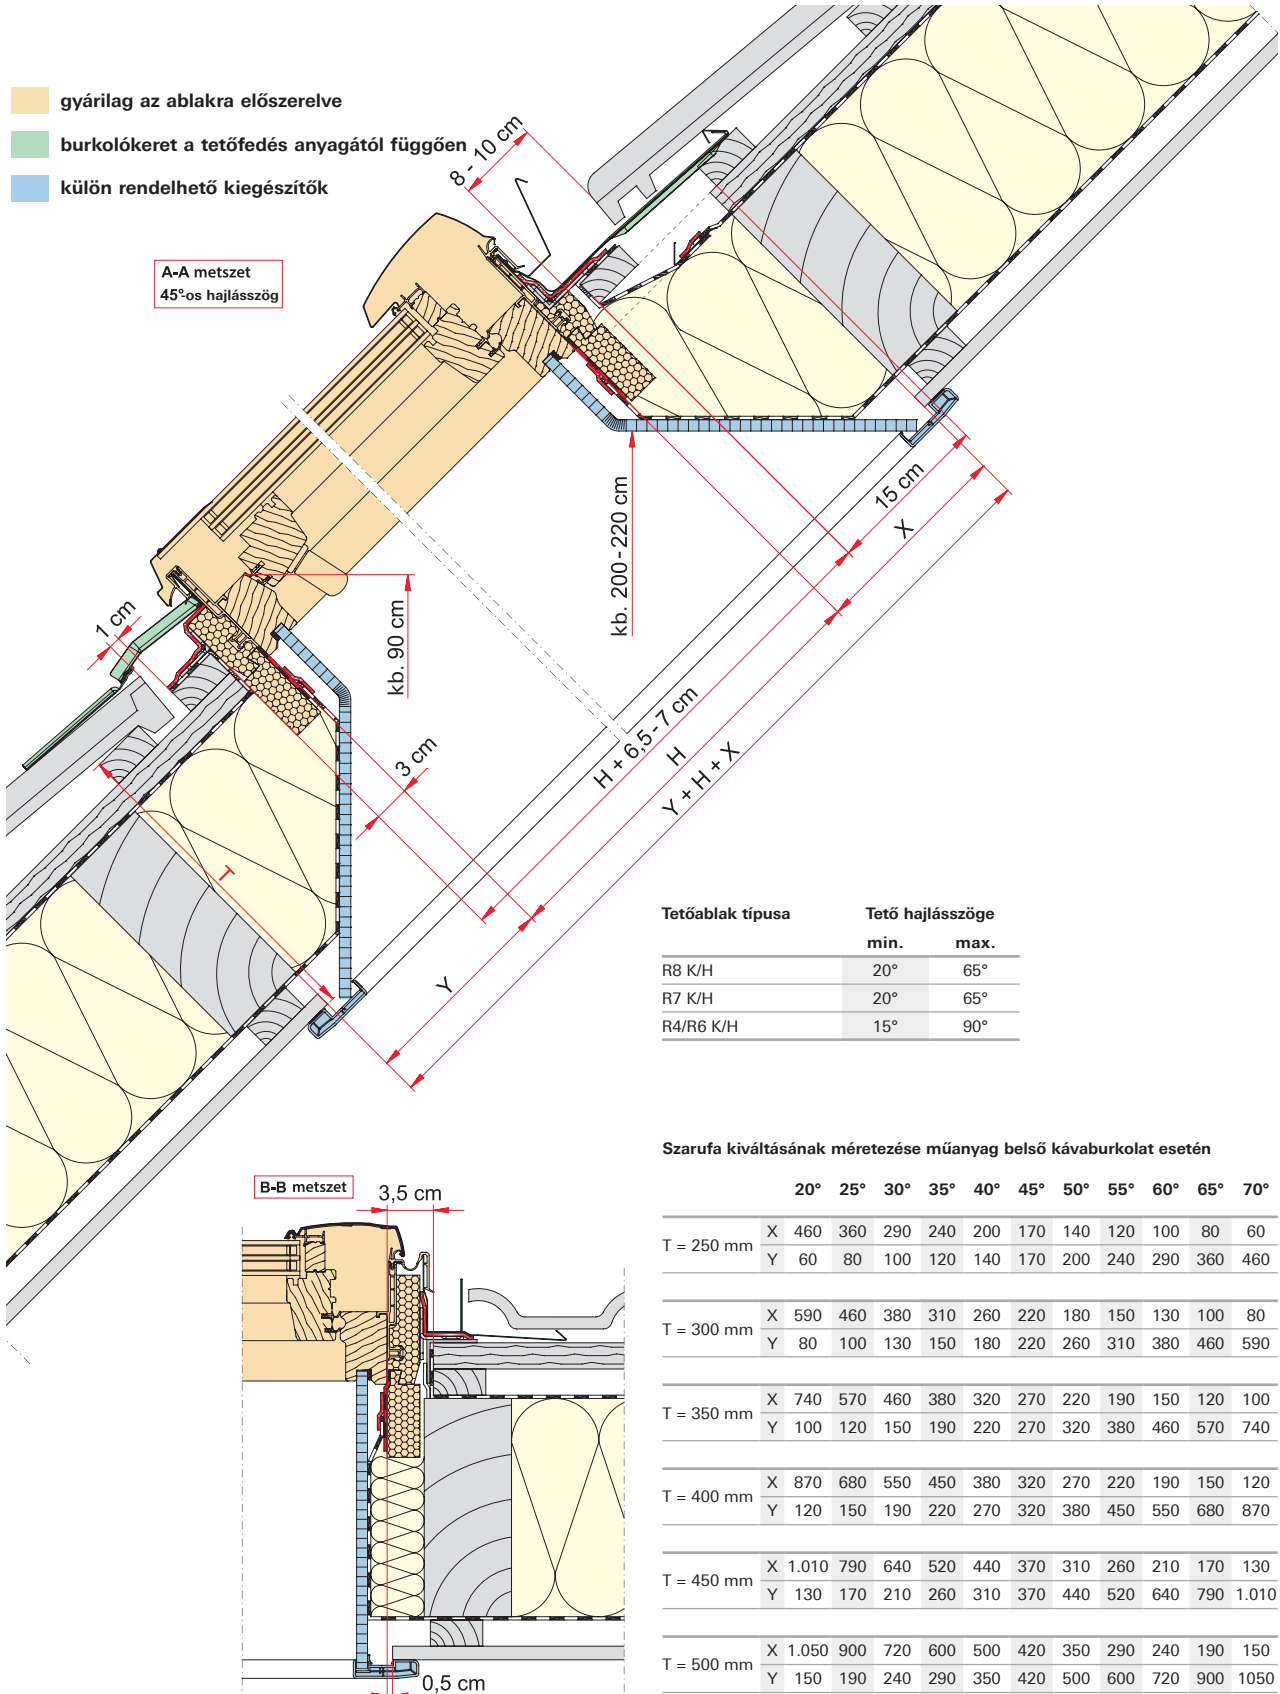 gyárilag az ablakra előszerelve
burkolókeret a tetőfedés anyagától függően
külön rendelhető kiegészítők
8 - 10 cm
A-A metszet
45°-os hajlásszög
15 cm
X
kb. 200 - 220 cm
1 cm
kb. 90 cm
3 cm
H + 6,5 - 7 cm
H
Y + H + X
T
Y
Tetőablak típusa Tető hajlásszöge
min. max.
R8 K/H 20° 65°
R7 K/H 20° 65°
R4/R6 K/H 15° 90°
B-B metszet
3,5 cm
0,5 cm
Szarufa kiváltásának méretezése műanyag belső kávaburkolat esetén
20° 25° 30° 35° 40° 45° 50° 55° 60° 65° 70°
T = 250 mm
X 460 360 290 240 200 170 140 120 100 80 60
Y 60 80 100 120 140 170 200 240 290 360 460
T = 300 mm
X 590 460 380 310 260 220 180 150 130 100 80
Y 80 100 130 150 180 220 260 310 380 460 590
T = 350 mm
X 740 570 460 380 320 270 220 190 150 120 100
Y 100 120 150 190 220 270 320 380 460 570 740
T = 400 mm
X 870 680 550 450 380 320 270 220 190 150 120
Y 120 150 190 220 270 320 380 450 550 680 870
T = 450 mm
X 1.010 790 640 520 440 370 310 260 210 170 130
Y 130 170 210 260 310 370 440 520 640 790 1.010
T = 500 mm
X 1.050 900 720 600 500 420 350 290 240 190 150
Y 150 190 240 290 350 420 500 600 720 900 1050